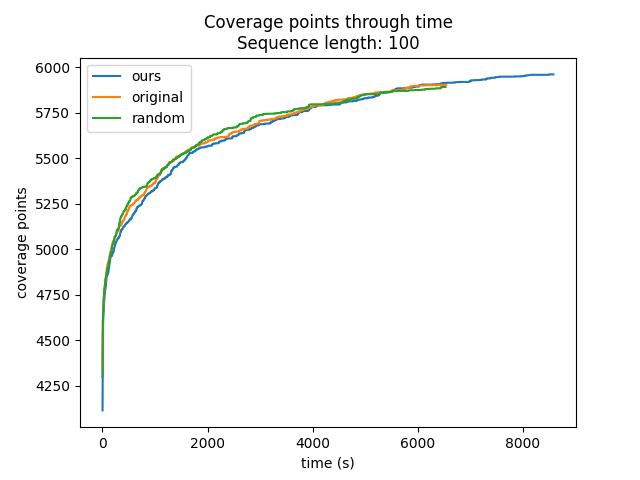 Coverage points through time
Sequence length: 100
6000
5750
5500
5250
5000
4750
4500
4250
coverage points
ours
original
random
0
2000
4000
6000
8000
time (s)